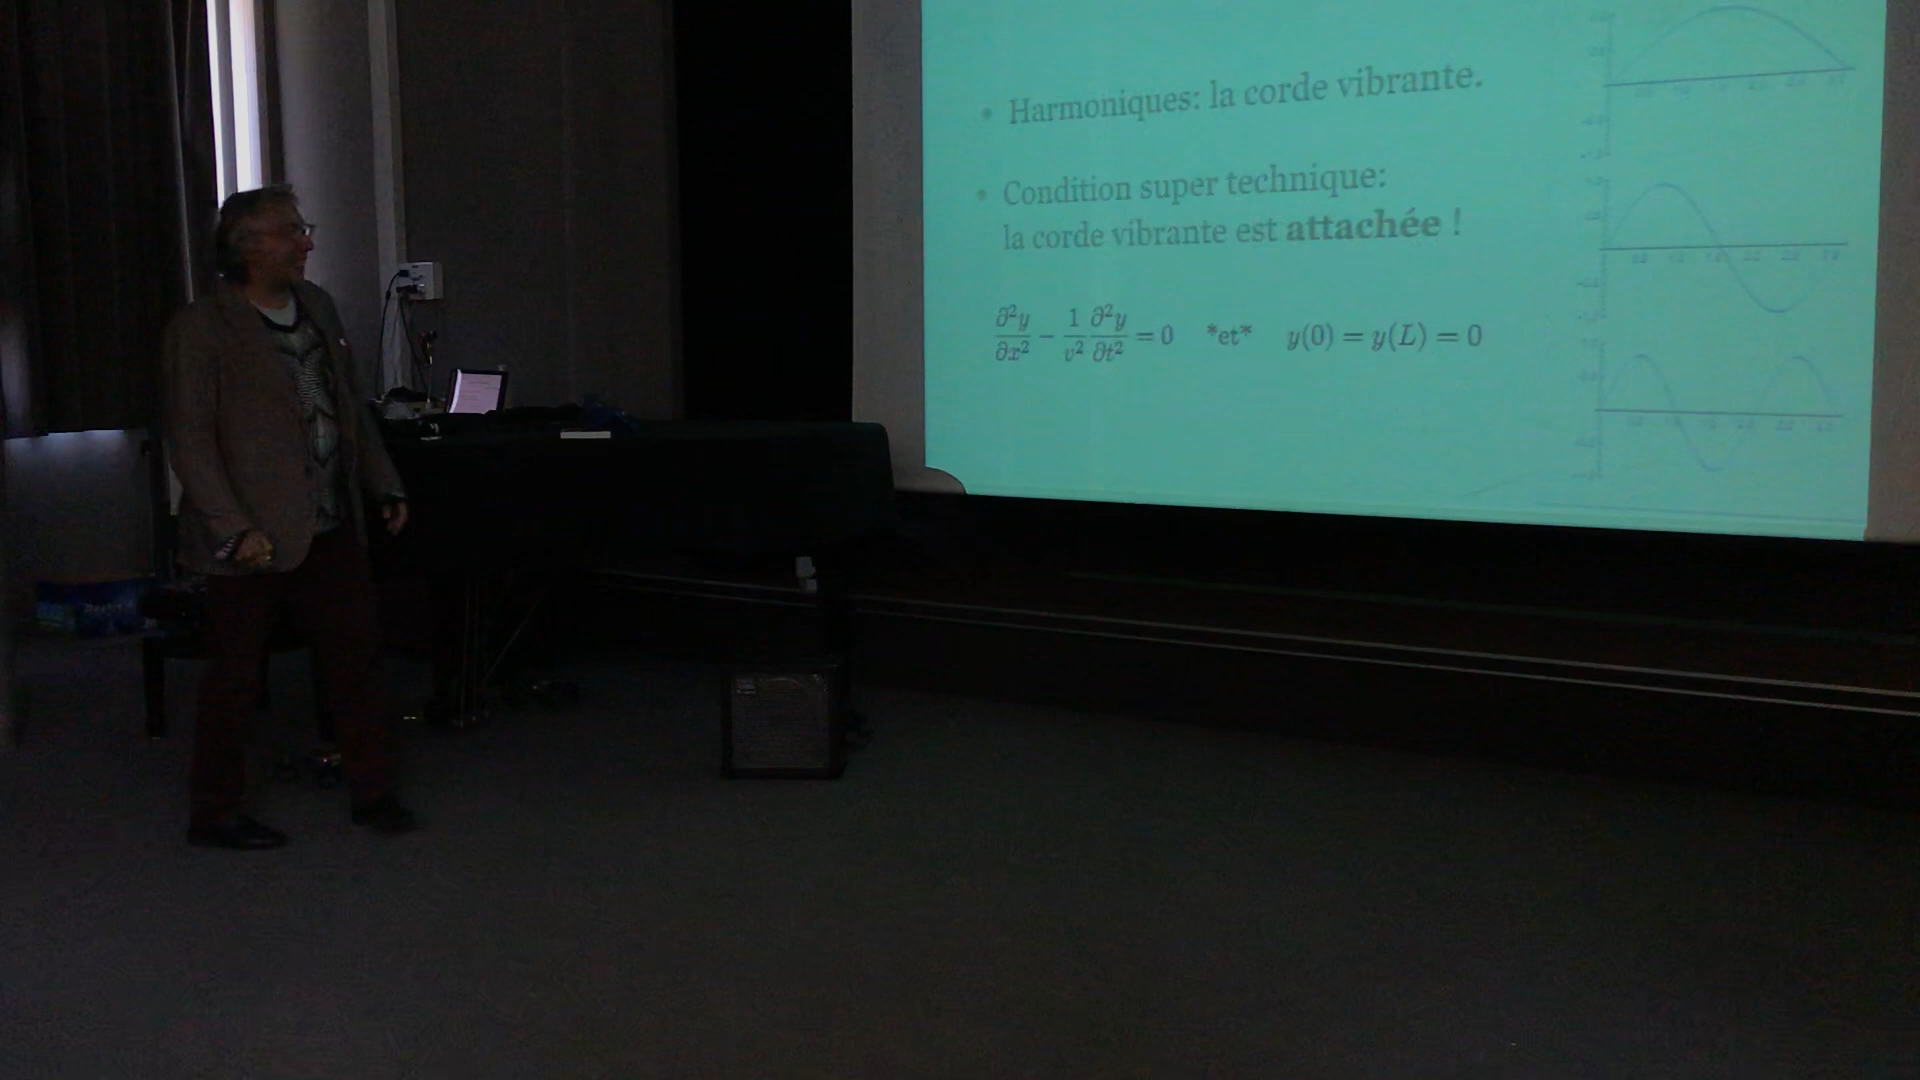 • Harmoniques: la corde vibrante.
• Condition super technique:
la corde vibrante est attachée !
∂²y/∂x² − 1/v² ∂²y/∂t² = 0 *et* y(0) = y(L) = 0